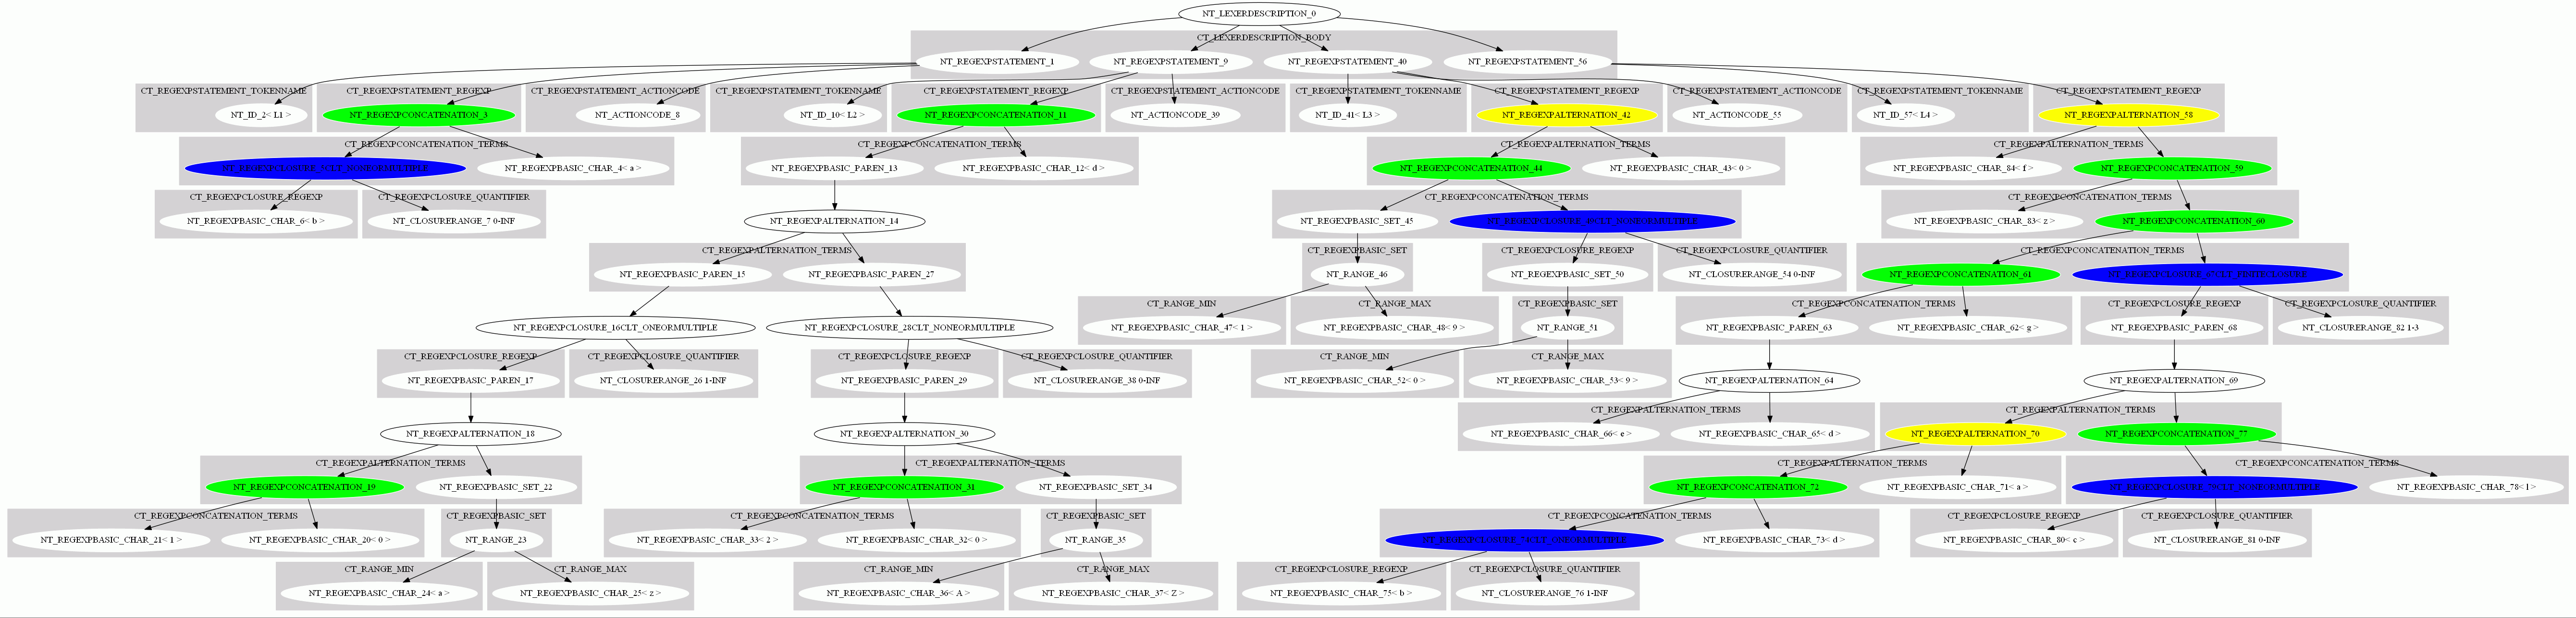 NT_LEXERDESCRIPTION_0
CT_LEXERDESCRIPTION_BODY
NT_REGEXPSTATEMENT_1
NT_REGEXPSTATEMENT_9
NT_REGEXPSTATEMENT_40
NT_REGEXPSTATEMENT_56
CT_REGEXPSTATEMENT_TOKENNAME
CT_REGEXPSTATEMENT_REGEXP
CT_REGEXPSTATEMENT_ACTIONCODE
CT_REGEXPSTATEMENT_TOKENNAME
CT_REGEXPSTATEMENT_REGEXP
CT_REGEXPSTATEMENT_ACTIONCODE
CT_REGEXPSTATEMENT_TOKENNAME
CT_REGEXPSTATEMENT_REGEXP
CT_REGEXPSTATEMENT_ACTIONCODE
CT_REGEXPSTATEMENT_TOKENNAME
CT_REGEXPSTATEMENT_REGEXP
NT_ID_2< L1 >
NT_REGEXPCONCATENATION_3
NT_ACTIONCODE_8
NT_ID_10< L2 >
NT_REGEXPCONCATENATION_11
NT_ACTIONCODE_39
NT_ID_41< L3 >
NT_REGEXPALTERNATION_42
NT_ACTIONCODE_55
NT_ID_57< L4 >
NT_REGEXPALTERNATION_58
CT_REGEXPCONCATENATION_TERMS
CT_REGEXPCONCATENATION_TERMS
CT_REGEXPALTERNATION_TERMS
CT_REGEXPALTERNATION_TERMS
NT_REGEXPCLOSURE_5CLT_NONEORMULTIPLE
NT_REGEXPBASIC_CHAR_4< a >
NT_REGEXPBASIC_PAREN_13
NT_REGEXPBASIC_CHAR_12< d >
NT_REGEXPCONCATENATION_44
NT_REGEXPBASIC_CHAR_43< 0 >
NT_REGEXPBASIC_CHAR_84< f >
NT_REGEXPCONCATENATION_59
CT_REGEXPCLOSURE_REGEXP
CT_REGEXPCLOSURE_QUANTIFIER
CT_REGEXPCONCATENATION_TERMS
CT_REGEXPCONCATENATION_TERMS
NT_REGEXPBASIC_CHAR_6< b >
NT_CLOSURERANGE_7 0-INF
NT_REGEXPALTERNATION_14
NT_REGEXPBASIC_SET_45
NT_REGEXPCLOSURE_49CLT_NONEORMULTIPLE
NT_REGEXPBASIC_CHAR_83< z >
NT_REGEXPCONCATENATION_60
CT_REGEXPALTERNATION_TERMS
CT_REGEXPBASIC_SET
CT_REGEXPCLOSURE_REGEXP
CT_REGEXPCLOSURE_QUANTIFIER
CT_REGEXPCONCATENATION_TERMS
NT_REGEXPBASIC_PAREN_15
NT_REGEXPBASIC_PAREN_27
NT_RANGE_46
NT_REGEXPBASIC_SET_50
NT_CLOSURERANGE_54 0-INF
NT_REGEXPCONCATENATION_61
NT_REGEXPCLOSURE_67CLT_FINITECLOSURE
CT_RANGE_MIN
CT_RANGE_MAX
CT_REGEXPBASIC_SET
CT_REGEXPCONCATENATION_TERMS
CT_REGEXPCLOSURE_REGEXP
CT_REGEXPCLOSURE_QUANTIFIER
NT_REGEXPCLOSURE_16CLT_ONEORMULTIPLE
NT_REGEXPCLOSURE_28CLT_NONEORMULTIPLE
NT_REGEXPBASIC_CHAR_47< 1 >
NT_REGEXPBASIC_CHAR_48< 9 >
NT_RANGE_51
NT_REGEXPBASIC_PAREN_63
NT_REGEXPBASIC_CHAR_62< g >
NT_REGEXPBASIC_PAREN_68
NT_CLOSURERANGE_82 1-3
CT_REGEXPCLOSURE_REGEXP
CT_REGEXPCLOSURE_QUANTIFIER
CT_REGEXPCLOSURE_REGEXP
CT_REGEXPCLOSURE_QUANTIFIER
CT_RANGE_MIN
CT_RANGE_MAX
NT_REGEXPBASIC_PAREN_17
NT_CLOSURERANGE_26 1-INF
NT_REGEXPBASIC_PAREN_29
NT_CLOSURERANGE_38 0-INF
NT_REGEXPBASIC_CHAR_52< 0 >
NT_REGEXPBASIC_CHAR_53< 9 >
NT_REGEXPALTERNATION_64
NT_REGEXPALTERNATION_69
CT_REGEXPALTERNATION_TERMS
CT_REGEXPALTERNATION_TERMS
NT_REGEXPALTERNATION_18
NT_REGEXPALTERNATION_30
NT_REGEXPBASIC_CHAR_66< e >
NT_REGEXPBASIC_CHAR_65< d >
NT_REGEXPALTERNATION_70
NT_REGEXPCONCATENATION_77
CT_REGEXPALTERNATION_TERMS
CT_REGEXPALTERNATION_TERMS
CT_REGEXPALTERNATION_TERMS
CT_REGEXPCONCATENATION_TERMS
NT_REGEXPCONCATENATION_19
NT_REGEXPBASIC_SET_22
NT_REGEXPCONCATENATION_31
NT_REGEXPBASIC_SET_34
NT_REGEXPCONCATENATION_72
NT_REGEXPBASIC_CHAR_71< a >
NT_REGEXPCLOSURE_79CLT_NONEORMULTIPLE
NT_REGEXPBASIC_CHAR_78< l >
CT_REGEXPCONCATENATION_TERMS
CT_REGEXPBASIC_SET
CT_REGEXPCONCATENATION_TERMS
CT_REGEXPBASIC_SET
CT_REGEXPCONCATENATION_TERMS
CT_REGEXPCLOSURE_REGEXP
CT_REGEXPCLOSURE_QUANTIFIER
NT_REGEXPBASIC_CHAR_21< 1 >
NT_REGEXPBASIC_CHAR_20< 0 >
NT_RANGE_23
NT_REGEXPBASIC_CHAR_33< 2 >
NT_REGEXPBASIC_CHAR_32< 0 >
NT_RANGE_35
NT_REGEXPCLOSURE_74CLT_ONEORMULTIPLE
NT_REGEXPBASIC_CHAR_73< d >
NT_REGEXPBASIC_CHAR_80< c >
NT_CLOSURERANGE_81 0-INF
CT_RANGE_MIN
CT_RANGE_MAX
CT_RANGE_MIN
CT_RANGE_MAX
CT_REGEXPCLOSURE_REGEXP
CT_REGEXPCLOSURE_QUANTIFIER
NT_REGEXPBASIC_CHAR_24< a >
NT_REGEXPBASIC_CHAR_25< z >
NT_REGEXPBASIC_CHAR_36< A >
NT_REGEXPBASIC_CHAR_37< Z >
NT_REGEXPBASIC_CHAR_75< b >
NT_CLOSURERANGE_76 1-INF